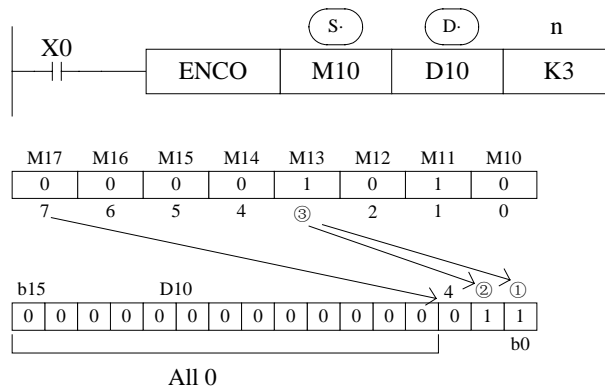 S· D· n
X0
ENCO M10 D10 K3
M17 M16 M15 M14 M13 M12 M11 M10
0 0 0 0 1 0 1 0
7 6 5 4 ③ 2 1 0
b15 D10 4 ② ①
0 0 0 0 0 0 0 0 0 0 0 0 0 0 1 1
b0
All 0